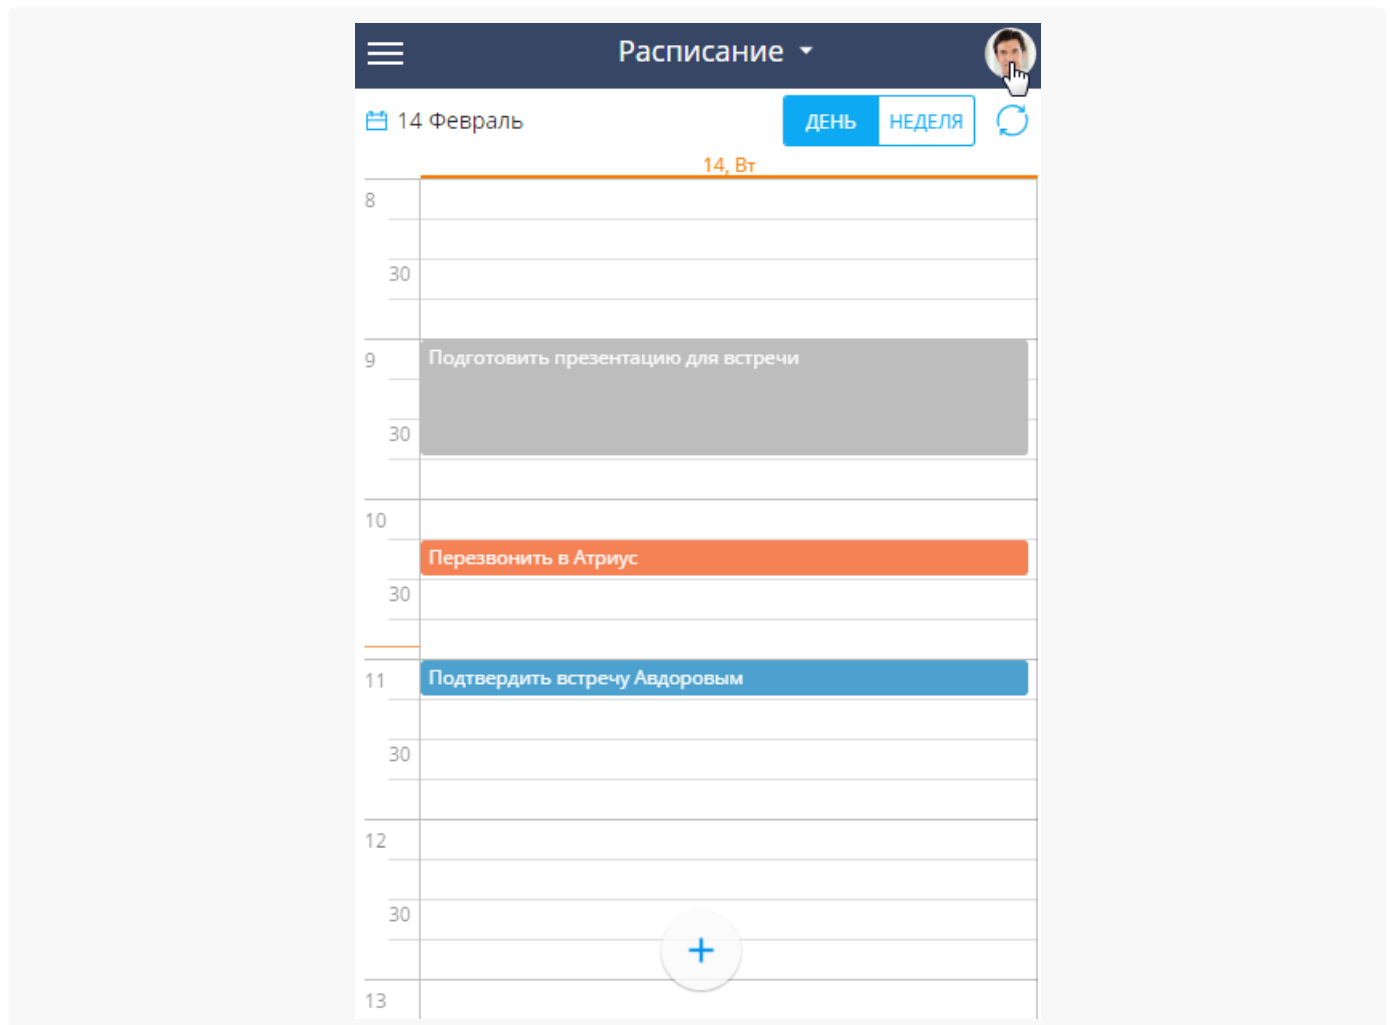 Расписание
14 Февраль
ДЕНЬ НЕДЕЛЯ
14, Вт
8
30
9 Подготовить презентацию для встречи
30
10
Перезвонить в Атриус
30
11 Подтвердить встречу Авдоровым
30
12
30
+
13